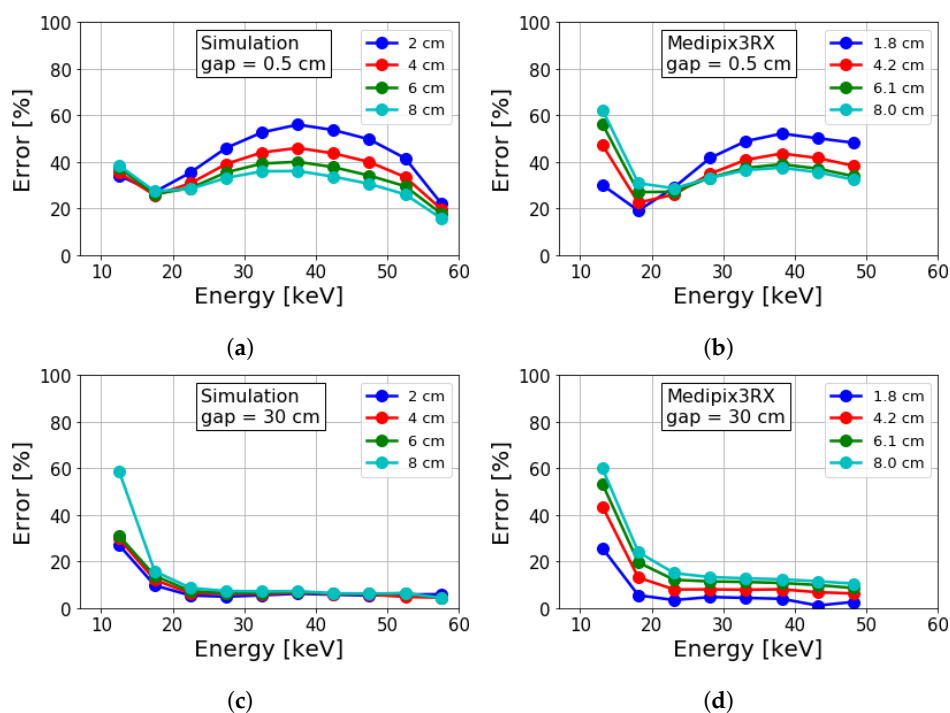 100
80
60
40
20
0
Error [%]
Simulation
gap = 0.5 cm
2 cm
4 cm
6 cm
8 cm
10 20 30 40 50 60
Energy [keV]
(a)
100
80
60
40
20
0
Error [%]
Medipix3RX
gap = 0.5 cm
1.8 cm
4.2 cm
6.1 cm
8.0 cm
10 20 30 40 50 60
Energy [keV]
(b)
100
80
60
40
20
0
Error [%]
Simulation
gap = 30 cm
2 cm
4 cm
6 cm
8 cm
10 20 30 40 50 60
Energy [keV]
(c)
100
80
60
40
20
0
Error [%]
Medipix3RX
gap = 30 cm
1.8 cm
4.2 cm
6.1 cm
8.0 cm
10 20 30 40 50 60
Energy [keV]
(d)